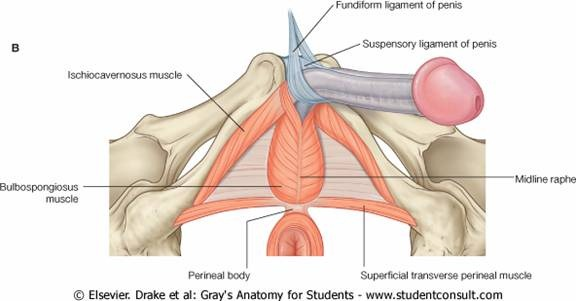 Fundiform ligament of penis
Suspensory ligament of penis
B
Ischiocavernosus muscle
Midline raphe
Bulbospongiosus
muscle
Perineal body
Superficial transverse perineal muscle
© Elsevier. Drake et al: Gray's Anatomy for Students - www.studentconsult.com